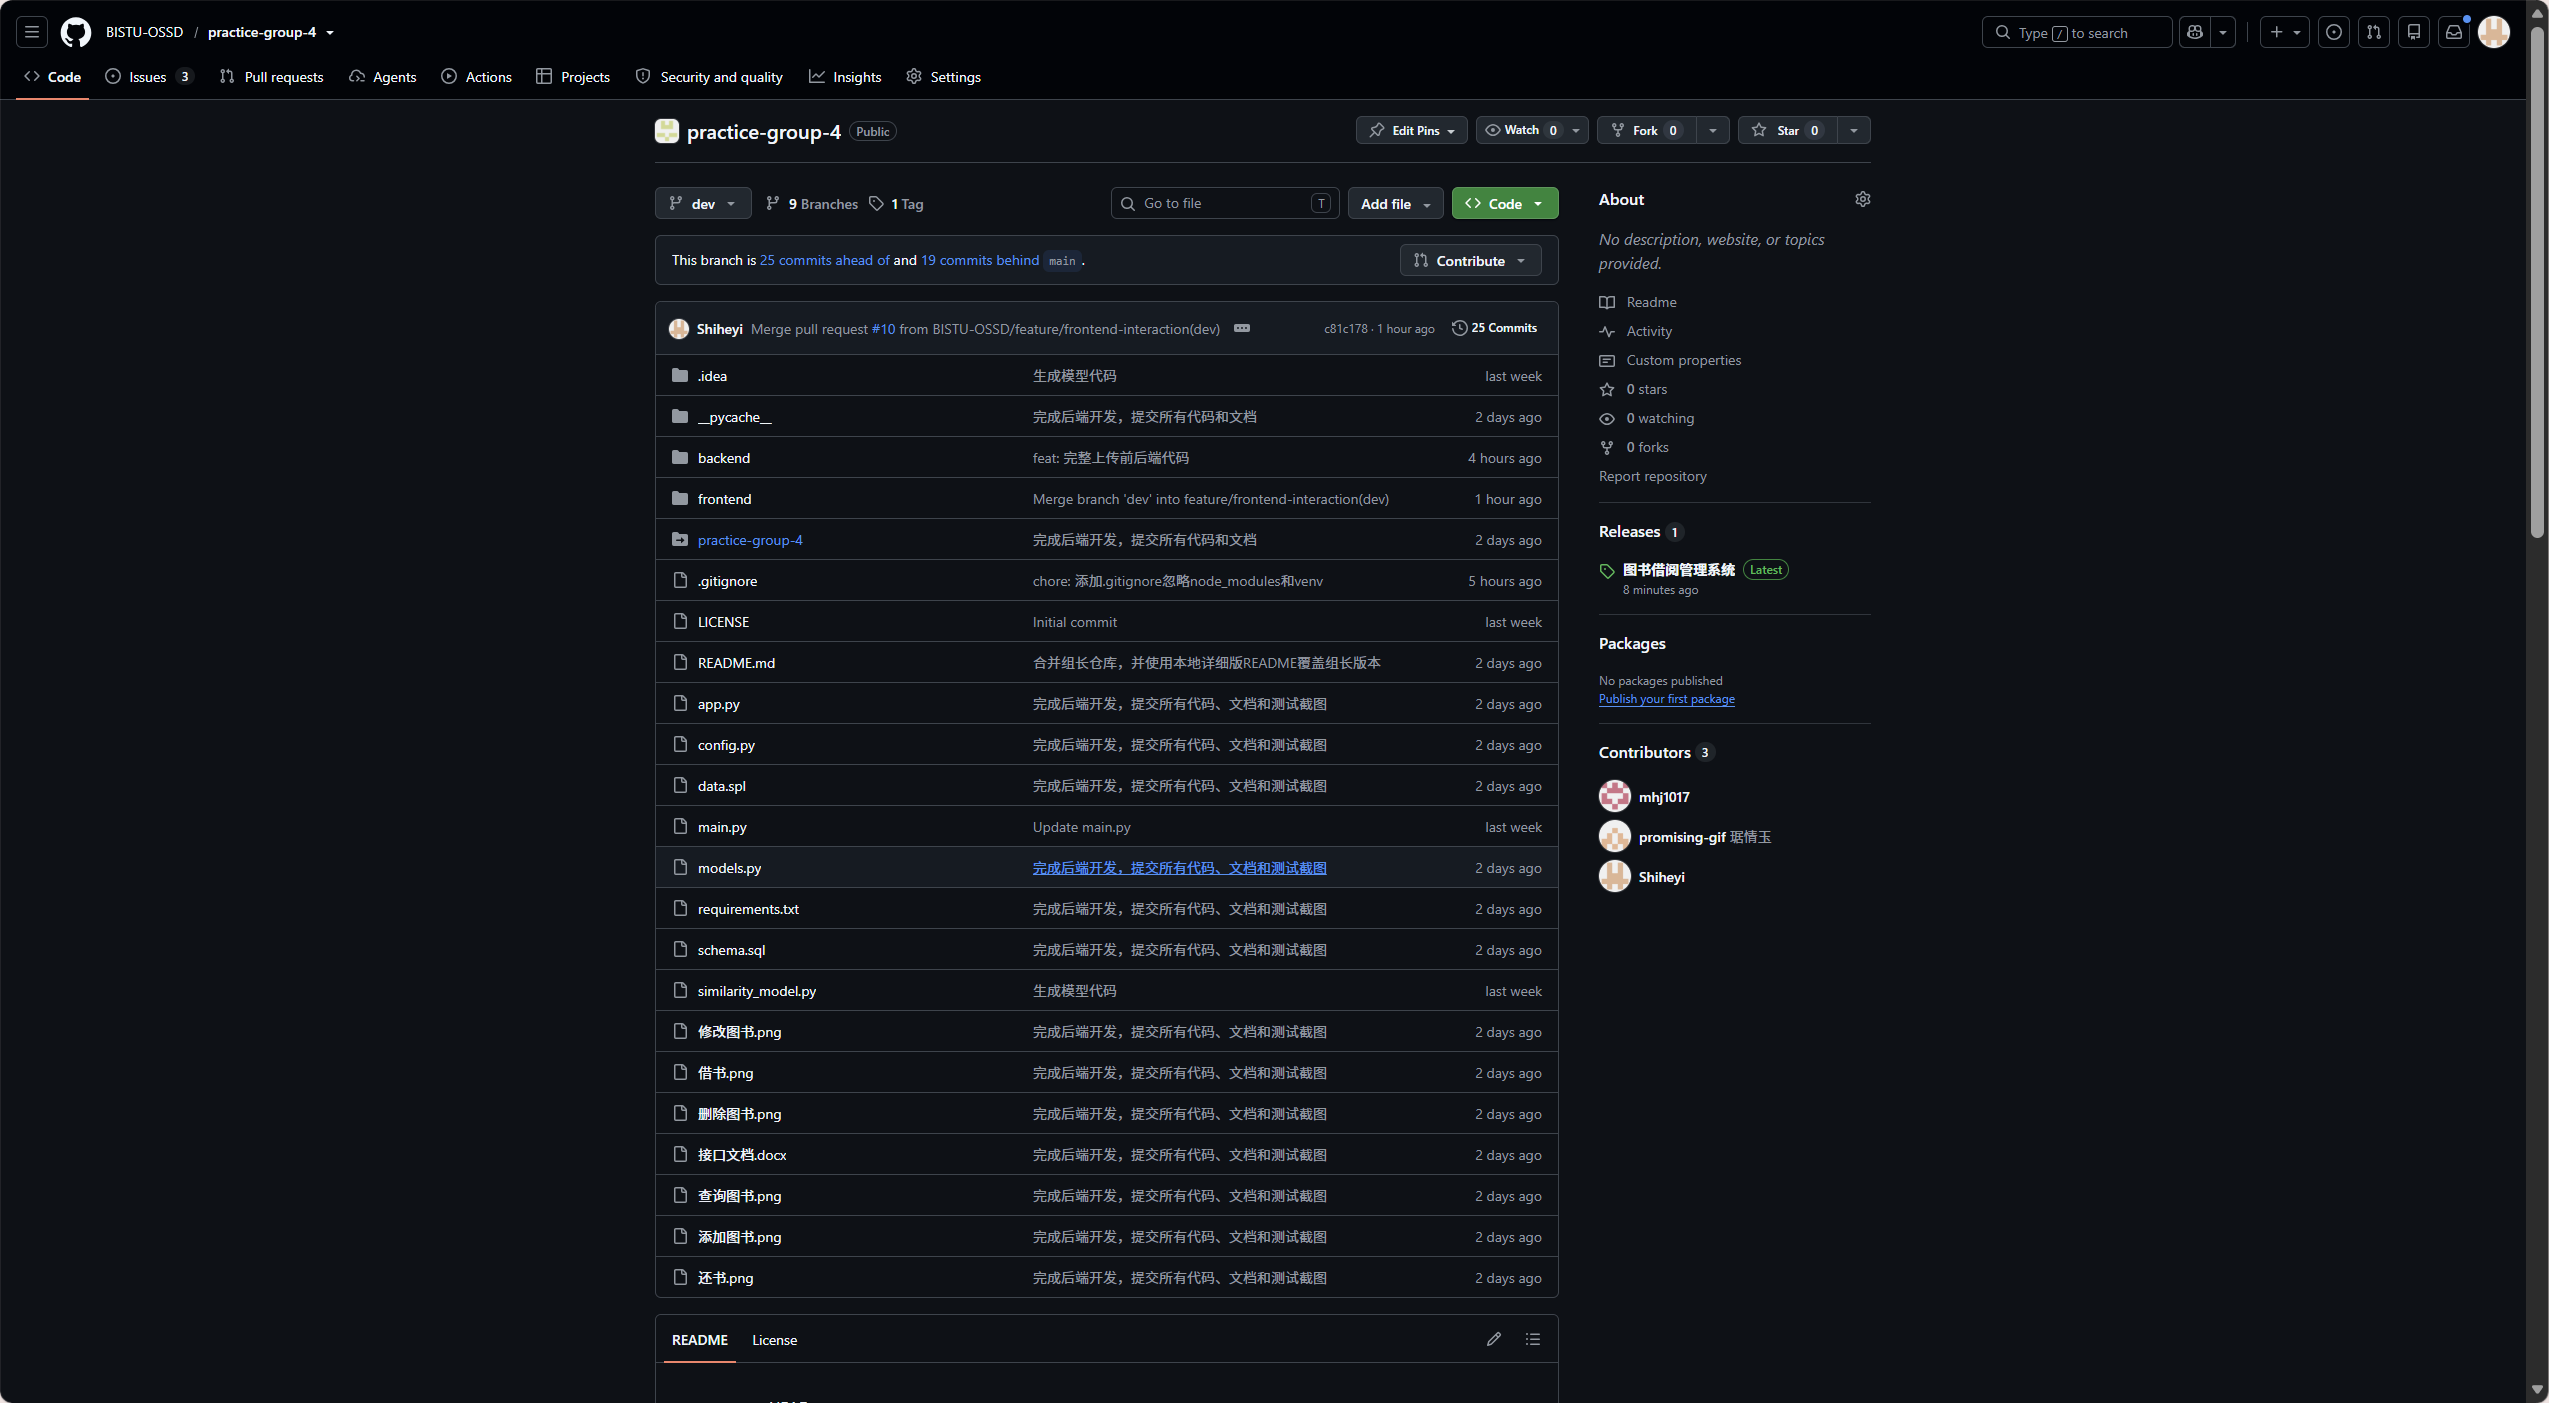 BISTU-OSSD / practice-group-4
Type / to search
Code Issues 3 Pull requests Agents Actions Projects Security and quality Insights Settings
practice-group-4 Public
Edit Pins Watch 0 Fork 0 Star 0
dev 9 Branches 1 Tag
Go to file T Add file Code
This branch is 25 commits ahead of and 19 commits behind main .
Contribute
Shiheyi Merge pull request #10 from BISTU-OSSD/feature/frontend-interaction(dev) c81c178 · 1 hour ago 25 Commits
.idea 生成模型代码 last week
__pycache__ 完成后端开发，提交所有代码和文档 2 days ago
backend feat: 完整上传前后端代码 4 hours ago
frontend Merge branch 'dev' into feature/frontend-interaction(dev) 1 hour ago
practice-group-4 完成后端开发，提交所有代码和文档 2 days ago
.gitignore chore: 添加.gitignore忽略node_modules和venv 5 hours ago
LICENSE Initial commit last week
README.md 合并组长仓库，并使用本地详细版README覆盖组长版本 2 days ago
app.py 完成后端开发，提交所有代码、文档和测试截图 2 days ago
config.py 完成后端开发，提交所有代码、文档和测试截图 2 days ago
data.spl 完成后端开发，提交所有代码、文档和测试截图 2 days ago
main.py Update main.py last week
models.py 完成后端开发，提交所有代码、文档和测试截图 2 days ago
requirements.txt 完成后端开发，提交所有代码、文档和测试截图 2 days ago
schema.sql 完成后端开发，提交所有代码、文档和测试截图 2 days ago
similarity_model.py 生成模型代码 last week
修改图书.png 完成后端开发，提交所有代码、文档和测试截图 2 days ago
借书.png 完成后端开发，提交所有代码、文档和测试截图 2 days ago
删除图书.png 完成后端开发，提交所有代码、文档和测试截图 2 days ago
接口文档.docx 完成后端开发，提交所有代码、文档和测试截图 2 days ago
查询图书.png 完成后端开发，提交所有代码、文档和测试截图 2 days ago
添加图书.png 完成后端开发，提交所有代码、文档和测试截图 2 days ago
还书.png 完成后端开发，提交所有代码、文档和测试截图 2 days ago
README License
About
No description, website, or topics
provided.
Readme
Activity
Custom properties
0 stars
0 watching
0 forks
Report repository
Releases 1
图书借阅管理系统 Latest
8 minutes ago
Packages
No packages published
Publish your first package
Contributors 3
mhj1017
promising-gif 琚情玉
Shiheyi